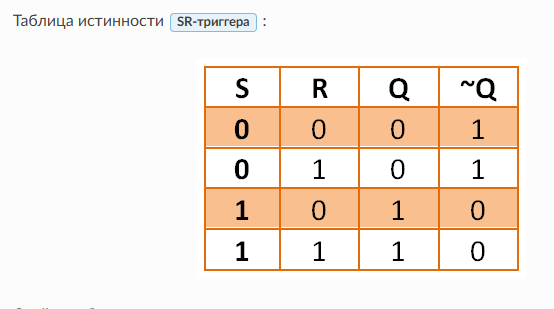 Таблица истинности SR-триггера :
S R Q ~Q
0 0 0 1
0 1 0 1
1 0 1 0
1 1 1 0